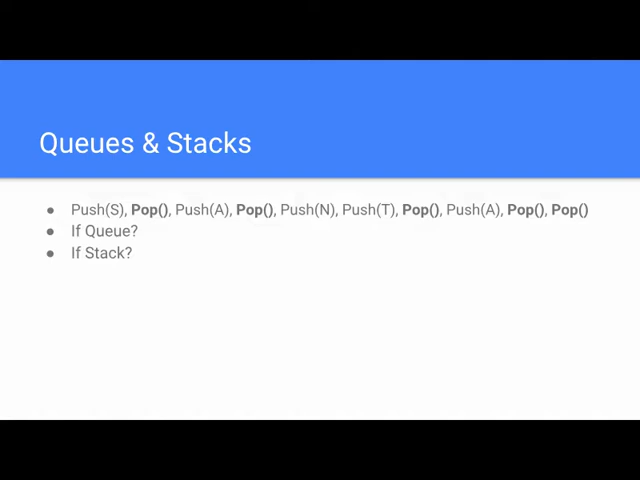 Queues & Stacks
● Push(S), Pop(), Push(A), Pop(), Push(N), Push(T), Pop(), Push(A), Pop(), Pop()
● If Queue?
● If Stack?